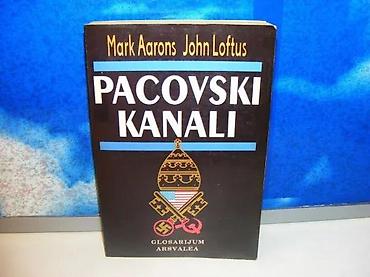 Mark Aarons John Loftus
PACOVSKI
KANALI
GLOSARIJUM
ARSVALEA